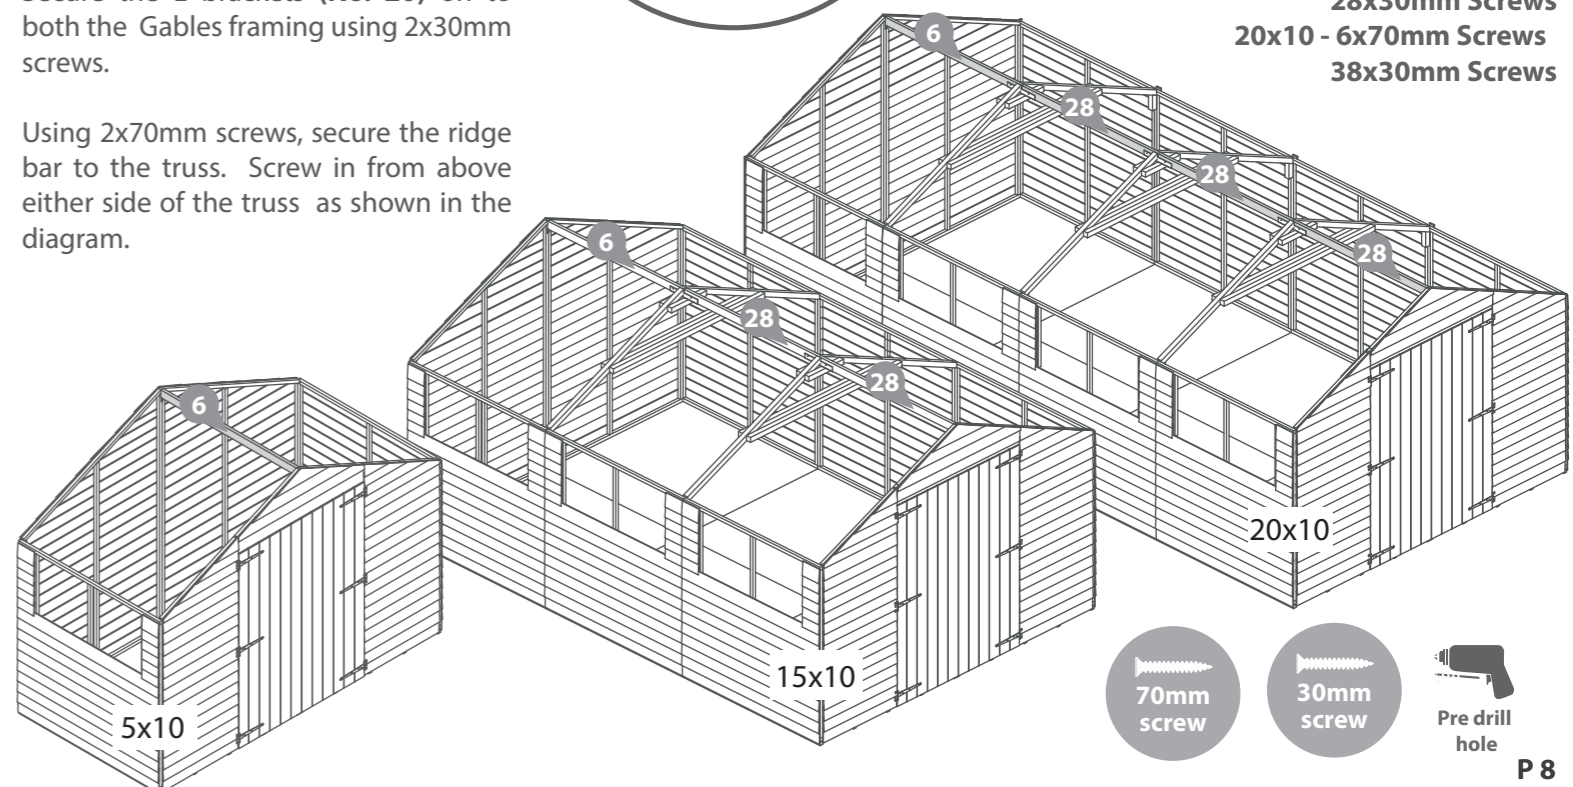 both the Gables framing using 2x30mm
screws.
Using 2x70mm screws, secure the ridge
bar to the truss. Screw in from above
either side of the truss as shown in the
diagram.
28x30mm Screws
20x10 - 6x70mm Screws
38x30mm Screws
6
28
28
28
6
28
28
6
20x10
15x10
5x10
70mm
screw
30mm
screw
Pre drill
hole
P 8